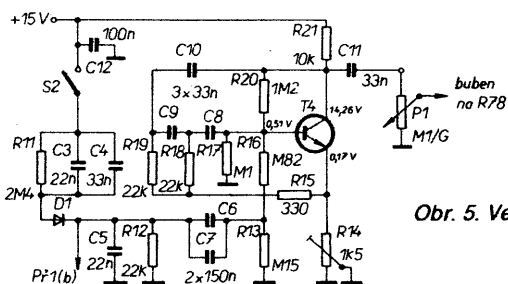 +15 V
100n
C12
S2
C10
3 x 33n
R20
1M2
R21
10k
C11
33n
T4
14,26 V
0,51 V
0,17 V
P1
M1/G
buben
na R78
R11
2M4
C3
22n
C4
33n
R19
22k
C9
R18
22k
C8
R17
M1
R16
M82
R15
330
D1
Př1(b)
C5
22n
R12
22k
C6
C7
2x150n
R13
M15
R14
1k5
Obr. 5. Ve